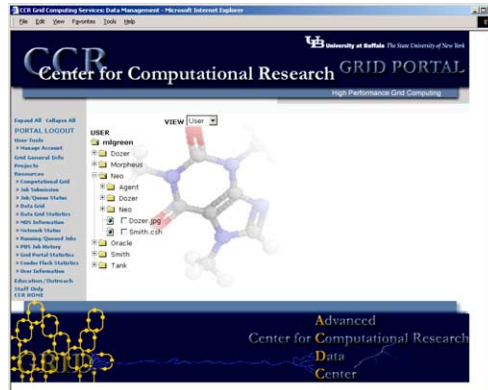 CCR Grid Computing Services: Data Management - Microsoft Internet Explorer
File Edit View Favorites Tools Help
UB University at Buffalo The State University of New York
CCR
Center for Computational Research GRID PORTAL
High Performance Grid Computing
Expand All Collapse All
PORTAL LOGOUT
User Tools
» Manage Account
Grid General Info
Projects
Resources
» Computational Grid
» Job Submission
» Job/Queue Status
» Data Grid
» Data Grid Statistics
» MDS Information
» Network Status
» Running/Queued Jobs
» PBS Job History
» Grid Portal Statistics
» Condor Flock Statistics
» User Information
Education/Outreach
Staff Only
CCR HOME
VIEW User
USER
mlgreen
Dozer
Morpheus
Neo
Agent
Dozer
Neo
Dozer.jpg
Smith.csh
Oracle
Smith
Tank
GRID
Advanced
Center for Computational Research
Data
Center